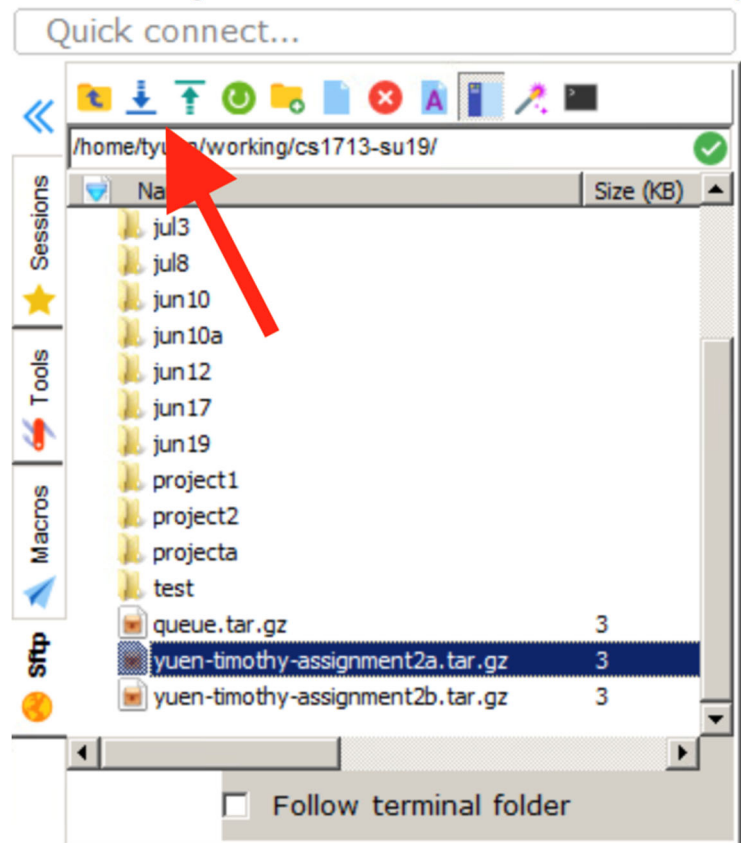 Quick connect...
/home/tyu n/working/cs1713-su19/
Na
Size (KB)
jul3
jul8
jun10
jun10a
jun12
jun17
jun19
project1
project2
projecta
test
queue.tar.gz 3
yuen-timothy-assignment2a.tar.gz 3
yuen-timothy-assignment2b.tar.gz 3
Follow terminal folder
Sessions
Tools
Macros
Sftp
A